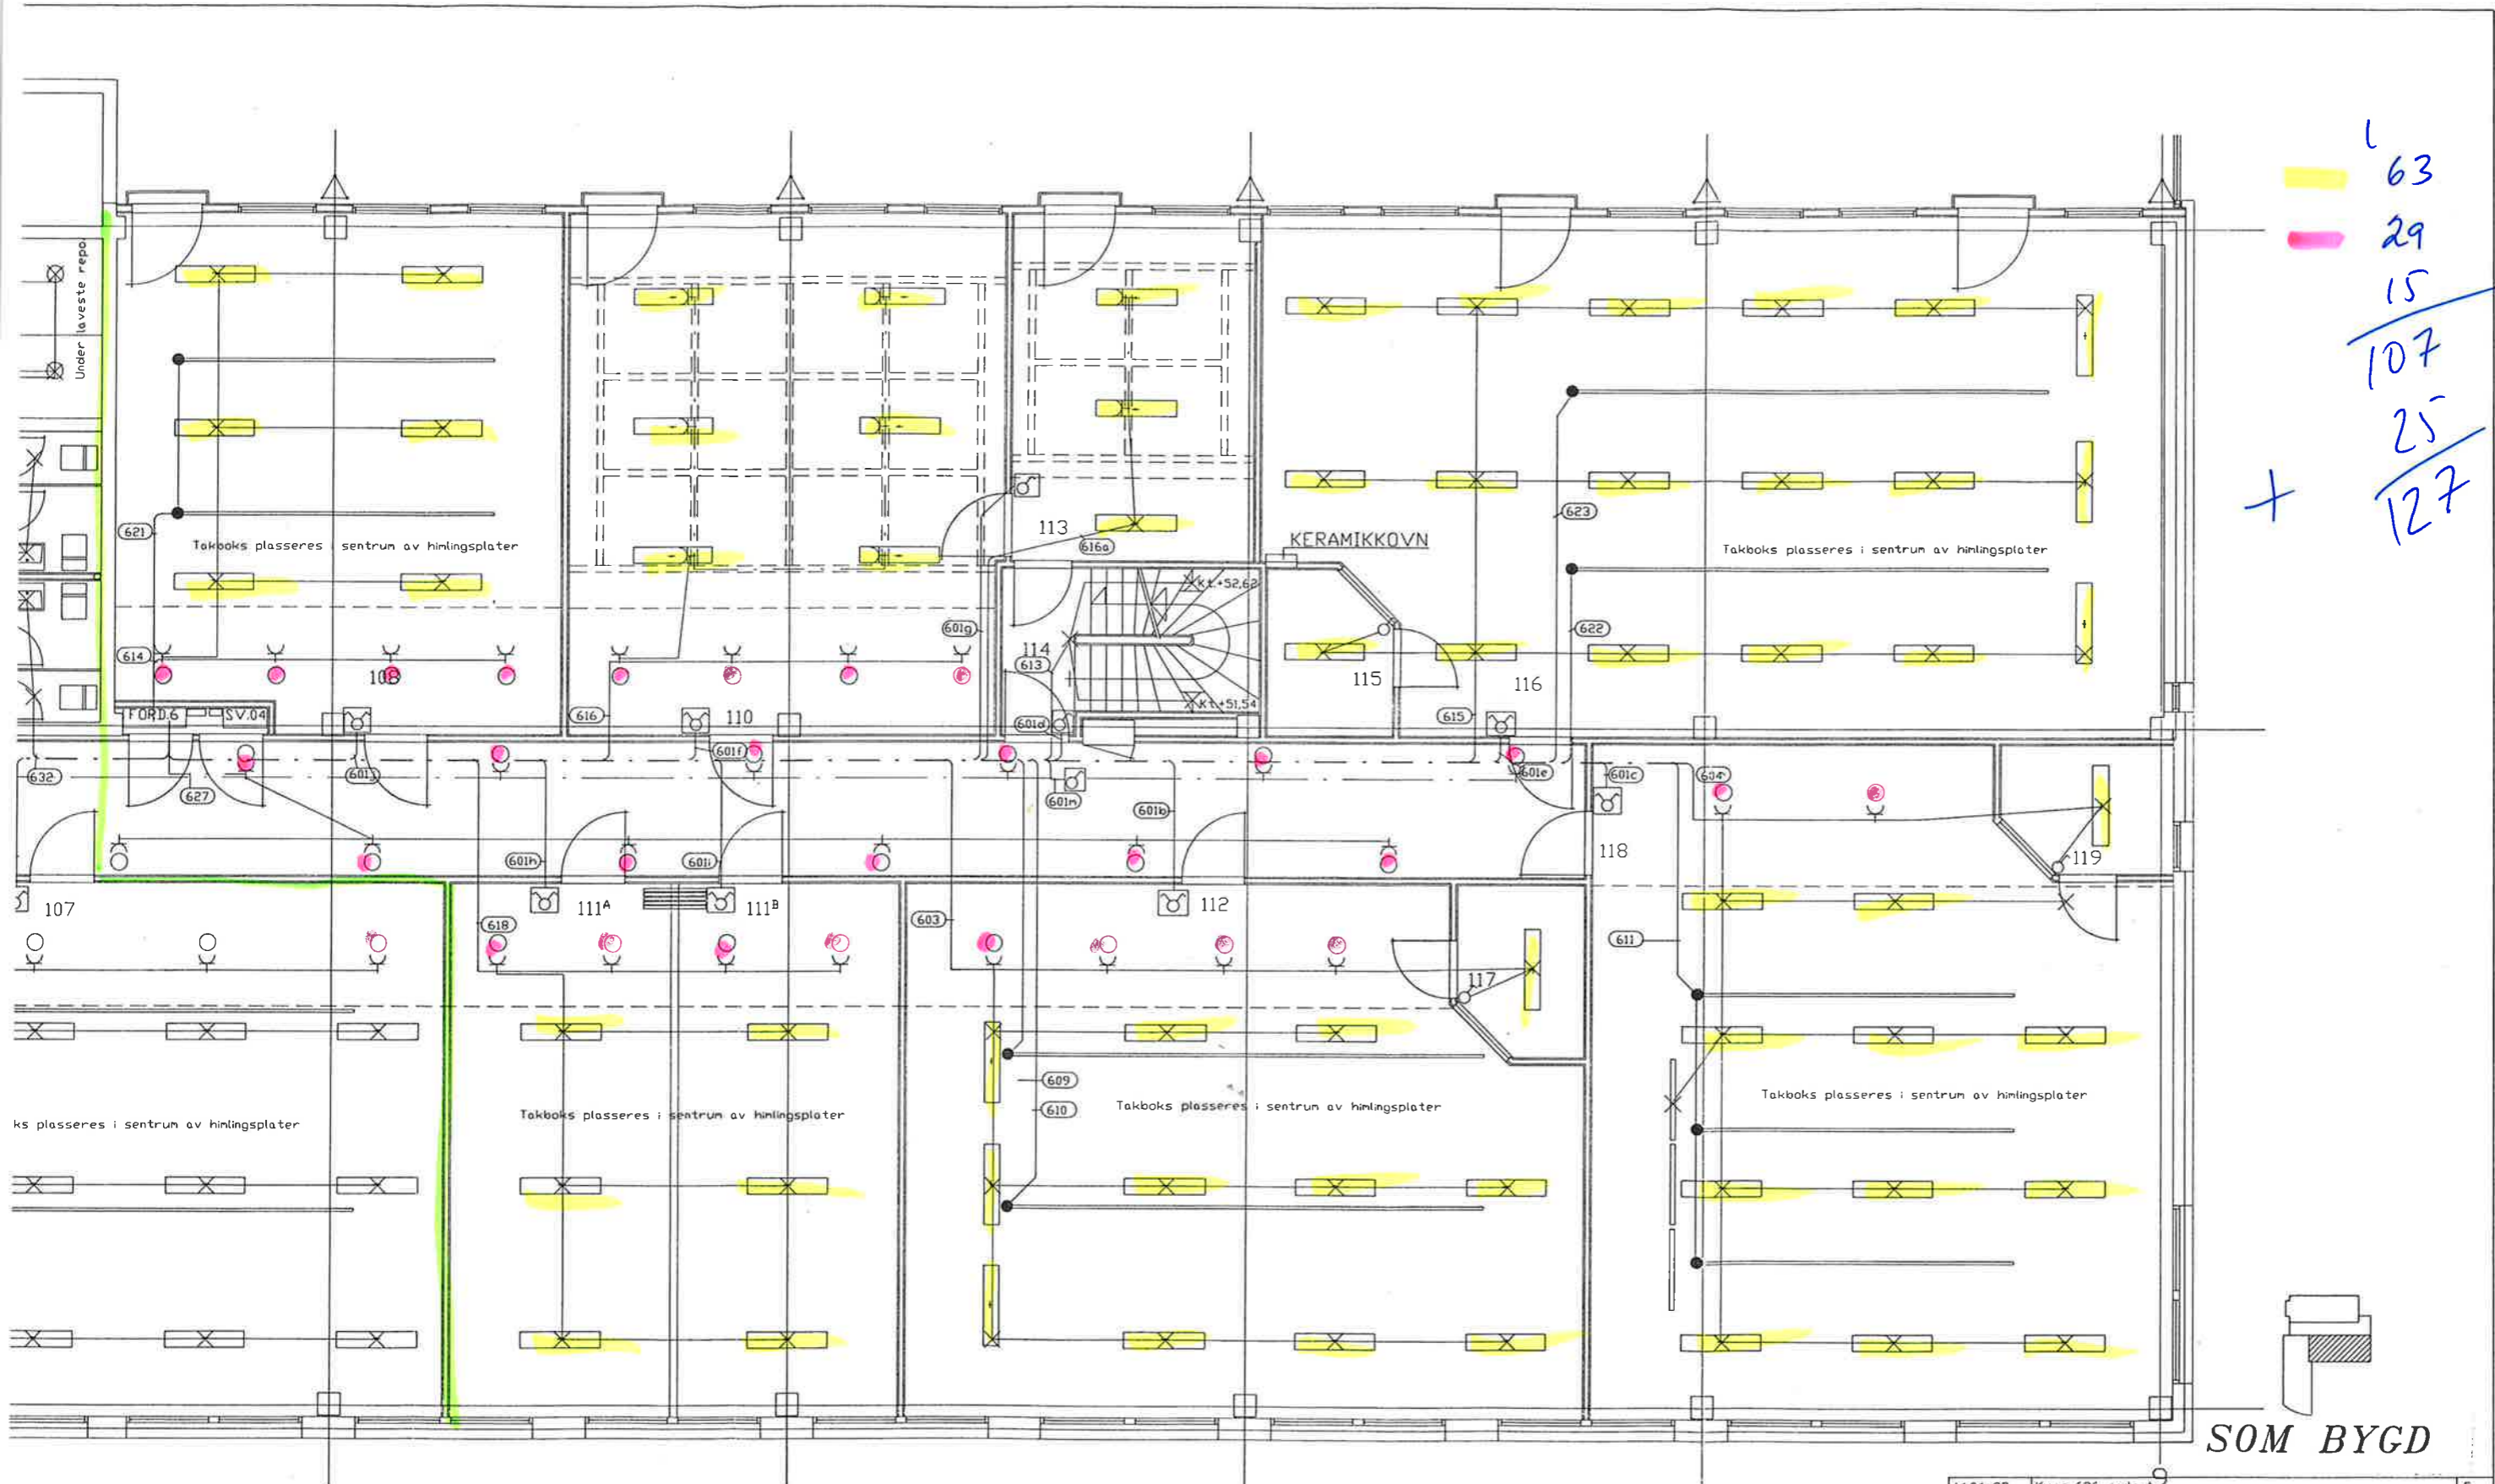 1
63
29
15
107
25
+ 127
Under laveste repo.
621
Takboks plasseres i sentrum av himlingsplater
614
108
FORD.6
SV.04
616
110
601g
113
616a
KERAMIKKOVN
623
Takboks plasseres i sentrum av himlingsplater
kt.+52,62
114
613
kt.+51,54
622
115
116
615
601d
601f
632
627
601j
601m
601b
601e
601c
604
601h
601i
118
119
107
618
111A
111B
603
112
611
117
609
610
ks plasseres i sentrum av himlingsplater
Takboks plasseres i sentrum av himlingsplater
Takboks plasseres i sentrum av himlingsplater
Takboks plasseres i sentrum av himlingsplater
SOM BYGD